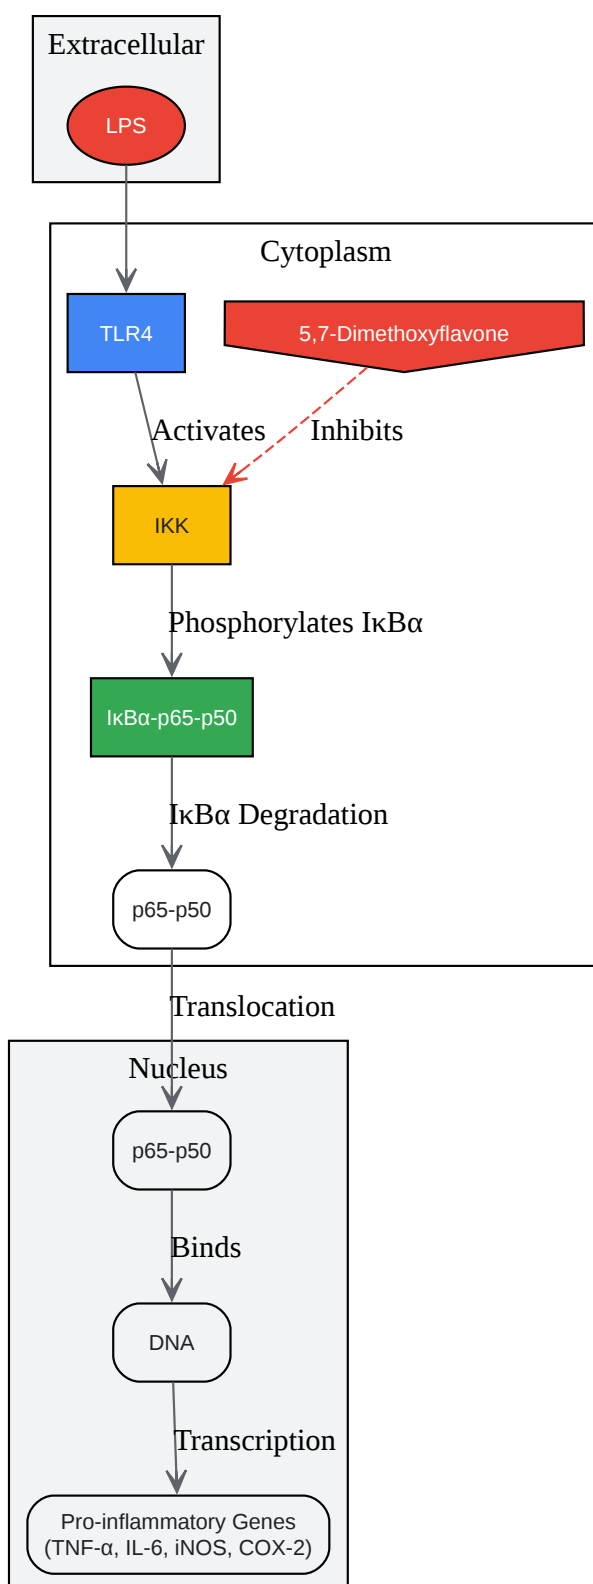 Extracellular
LPS
Cytoplasm
TLR4
5,7-Dimethoxyflavone
Activates
Inhibits
IKK
Phosphorylates IκBα
IκBα-p65-p50
IκBα Degradation
p65-p50
Translocation
Nucleus
p65-p50
Binds
DNA
Transcription
Pro-inflammatory Genes
(TNF-α, IL-6, iNOS, COX-2)